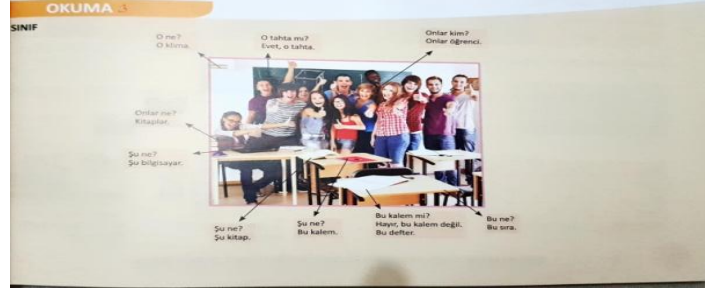 OKUMA 3
SINIF
O ne?
O klima.
O tahta mı?
Evet, o tahta.
Onlar kim?
Onlar öğrenci.
Onlar ne?
Kitaplar.
Şu ne?
Şu bilgisayar.
Şu ne?
Şu kitap.
Şu ne?
Bu kalem.
Bu kalem mi?
Hayır, bu kalem değil.
Bu defter.
Bu ne?
Bu sıra.